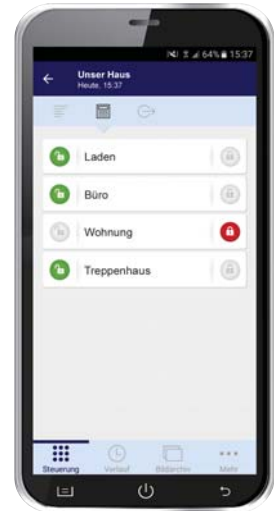 64% 15:37
Unser Haus
Heute, 15:37
Laden
Büro
Wohnung
Treppenhaus
Steuerung Verlauf Bildarchiv Mehr